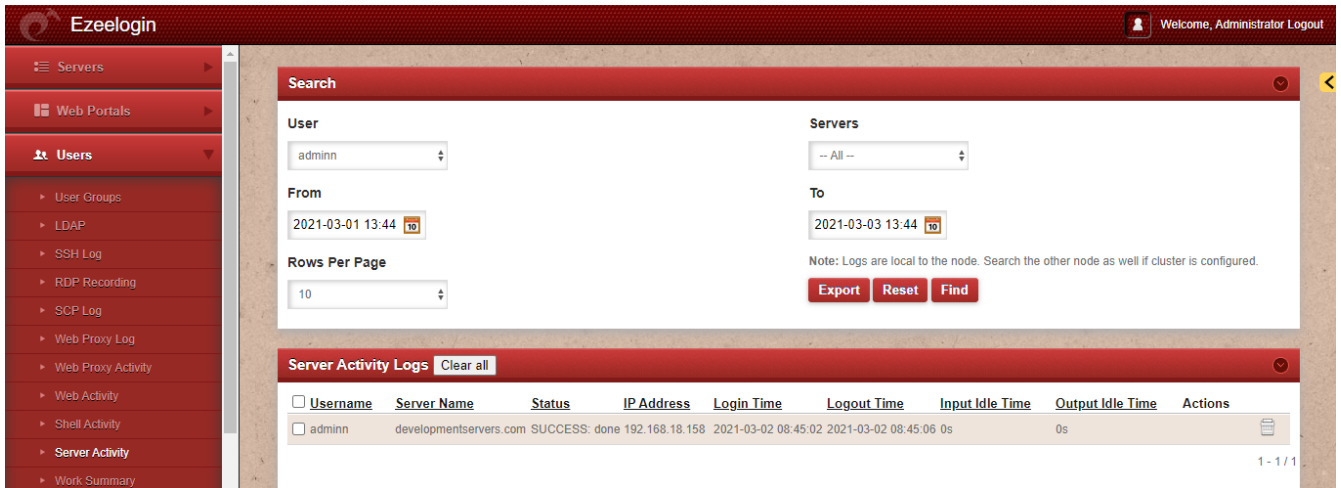 Ezeelogin
Welcome, Administrator Logout
Servers
Web Portals
Users
User Groups
LDAP
SSH Log
RDP Recording
SCP Log
Web Proxy Log
Web Proxy Activity
Web Activity
Shell Activity
Server Activity
Work Summary
Search
User
Servers
adminn
-- All --
From
To
2021-03-01 13:44 10
2021-03-03 13:44 10
Rows Per Page
Note: Logs are local to the node. Search the other node as well if cluster is configured.
10
Export Reset Find
Server Activity Logs Clear all
Username Server Name Status IP Address Login Time Logout Time Input Idle Time Output Idle Time Actions
adminn developmentservers.com SUCCESS: done 192.168.18.158 2021-03-02 08:45:02 2021-03-02 08:45:06 0s 0s
1 - 1 / 1